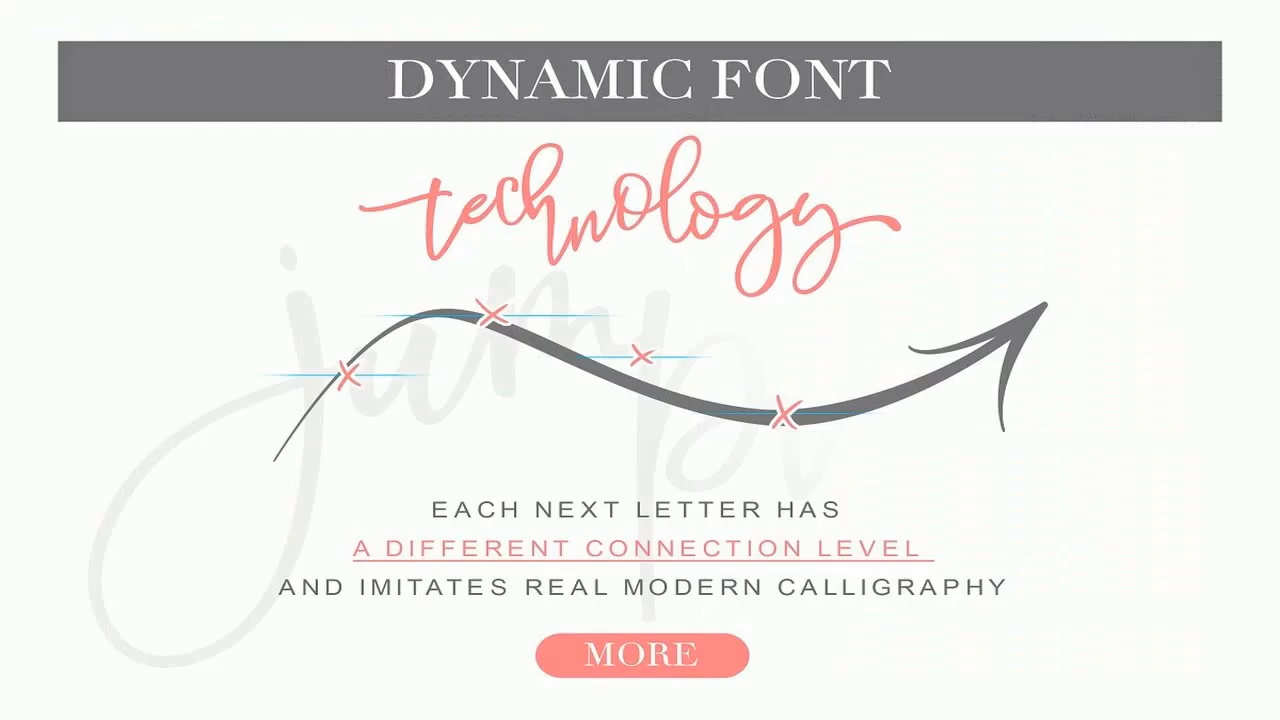 DYNAMIC FONT
technology
jump
EACH NEXT LETTER HAS
A DIFFERENT CONNECTION LEVEL
AND IMITATES REAL MODERN CALLIGRAPHY
MORE